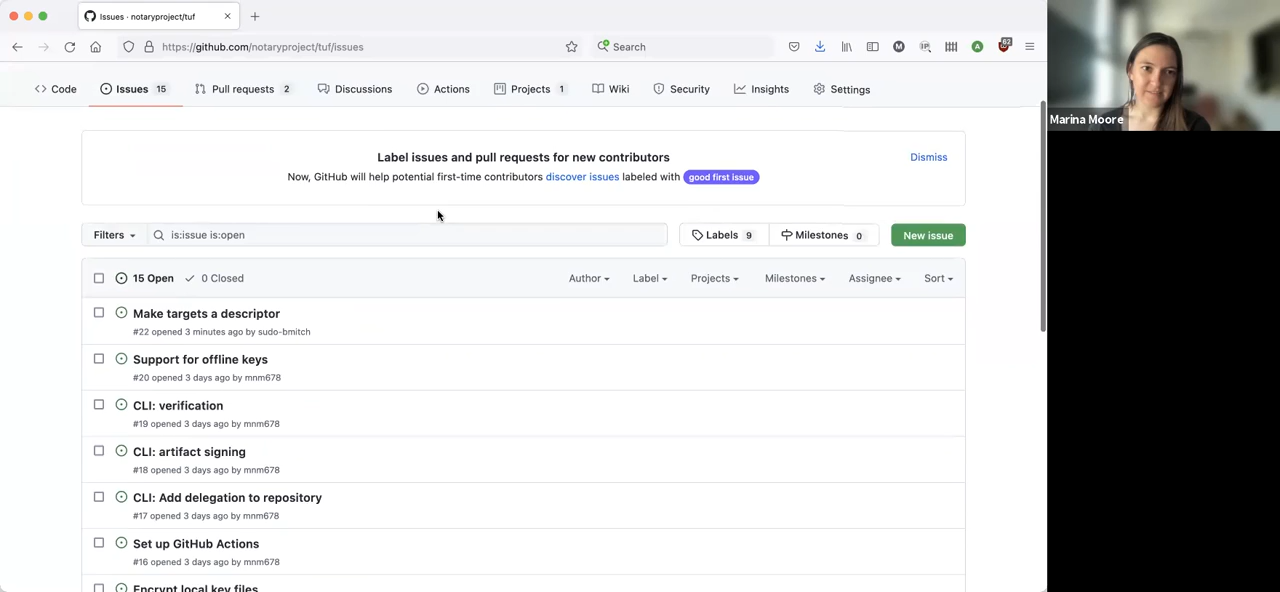 Issues · notaryproject/tuf
https://github.com/notaryproject/tuf/issues
Search
62
Code
Issues 15
Pull requests 2
Discussions
Actions
Projects 1
Wiki
Security
Insights
Settings
Label issues and pull requests for new contributors
Dismiss
Now, GitHub will help potential first-time contributors discover issues labeled with good first issue
Filters
is:issue is:open
Labels 9
Milestones 0
New issue
15 Open
0 Closed
Author
Label
Projects
Milestones
Assignee
Sort
Make targets a descriptor
#22 opened 3 minutes ago by sudo-bmitch
Support for offline keys
#20 opened 3 days ago by mnm678
CLI: verification
#19 opened 3 days ago by mnm678
CLI: artifact signing
#18 opened 3 days ago by mnm678
CLI: Add delegation to repository
#17 opened 3 days ago by mnm678
Set up GitHub Actions
#16 opened 3 days ago by mnm678
Encrypt local key files
Marina Moore